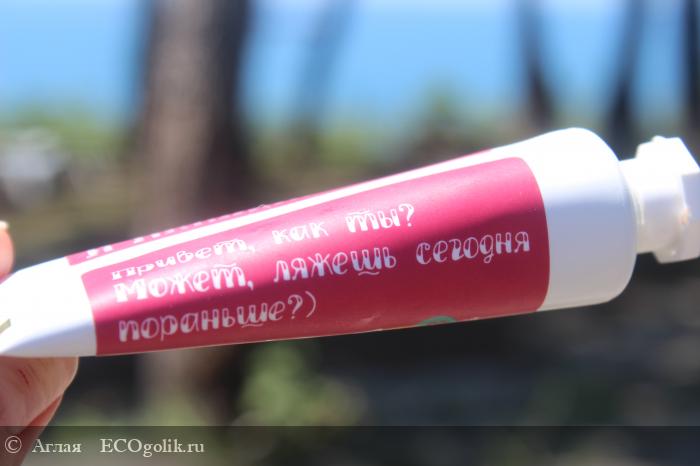 Привет, как ты?
Может, ляжешь сегодня
пораньше?)
© Аглая ECOgolik.ru